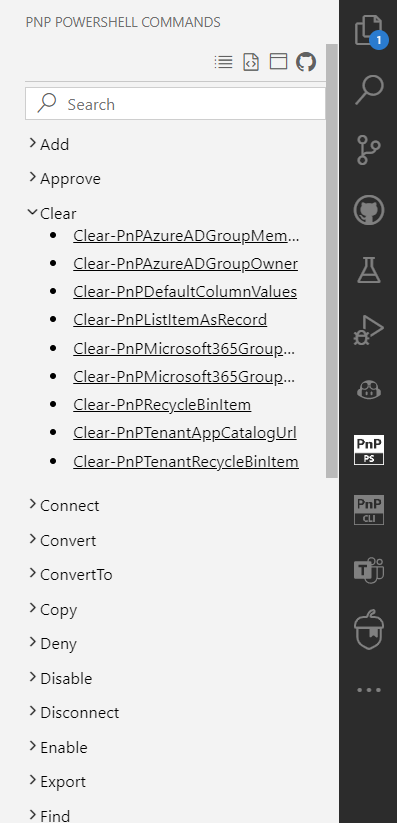 PNP POWERSHELL COMMANDS
1
Search
Add
Approve
Clear
Clear-PnPAzureADGroupMem...
Clear-PnPAzureADGroupOwner
Clear-PnPDefaultColumnValues
Clear-PnPListItemAsRecord
Clear-PnPMicrosoft365Group...
Clear-PnPMicrosoft365Group...
Clear-PnPRecycleBinItem
Clear-PnPTenantAppCatalogUrl
Clear-PnPTenantRecycleBinItem
Connect
Convert
ConvertTo
Copy
Deny
Disable
Disconnect
Enable
Export
Find
PnP
PS
PnP
CLI
T